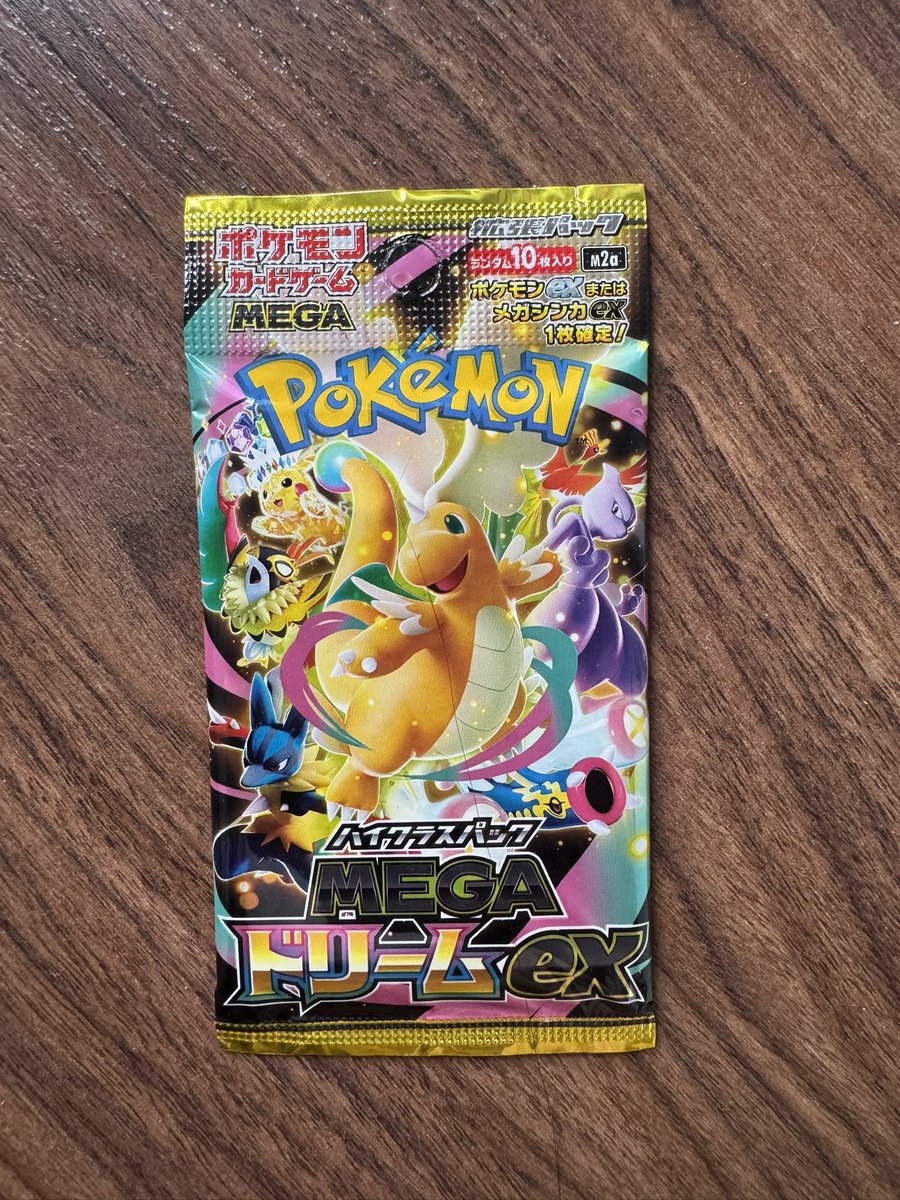 ポケモン
カードゲーム
MEGA
拡張パック
ランダム10枚入り M2a
ポケモンexまたは
メガシンカex
1枚確定!
POKéMON
TM
ハイクラスパック
MEGA
ドリームex